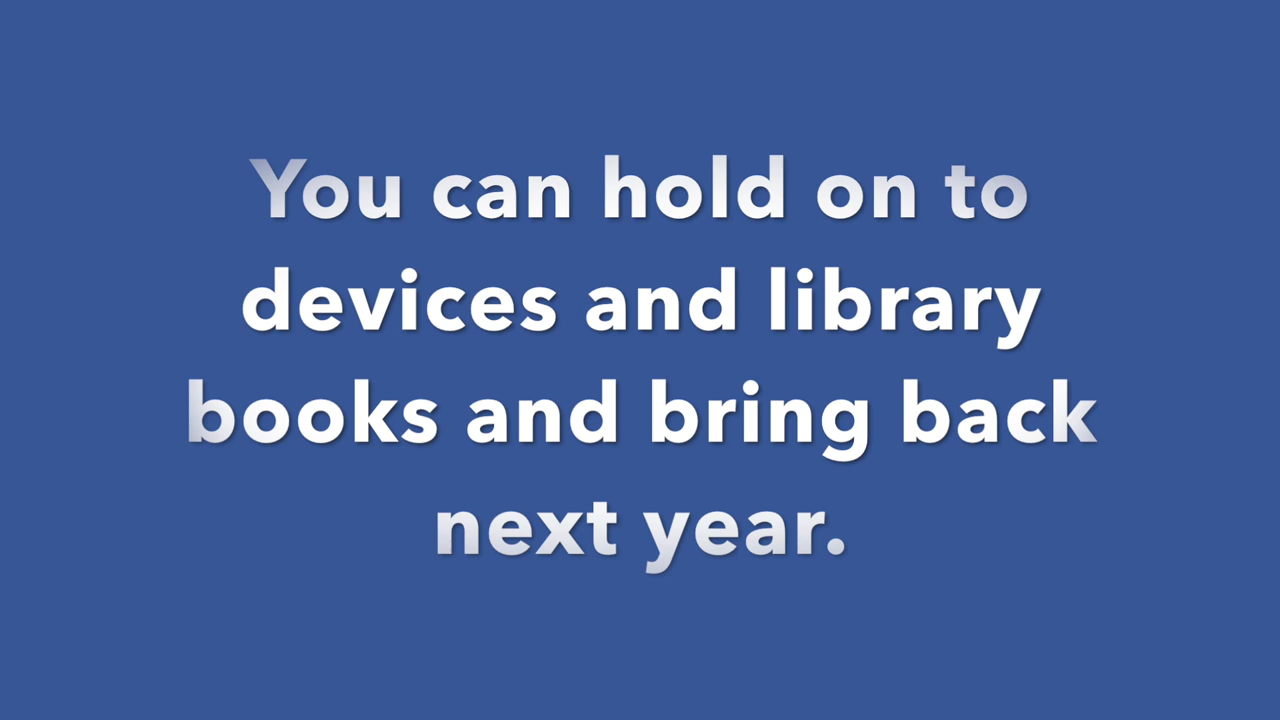 You can hold on to
devices and library
books and bring back
next year.